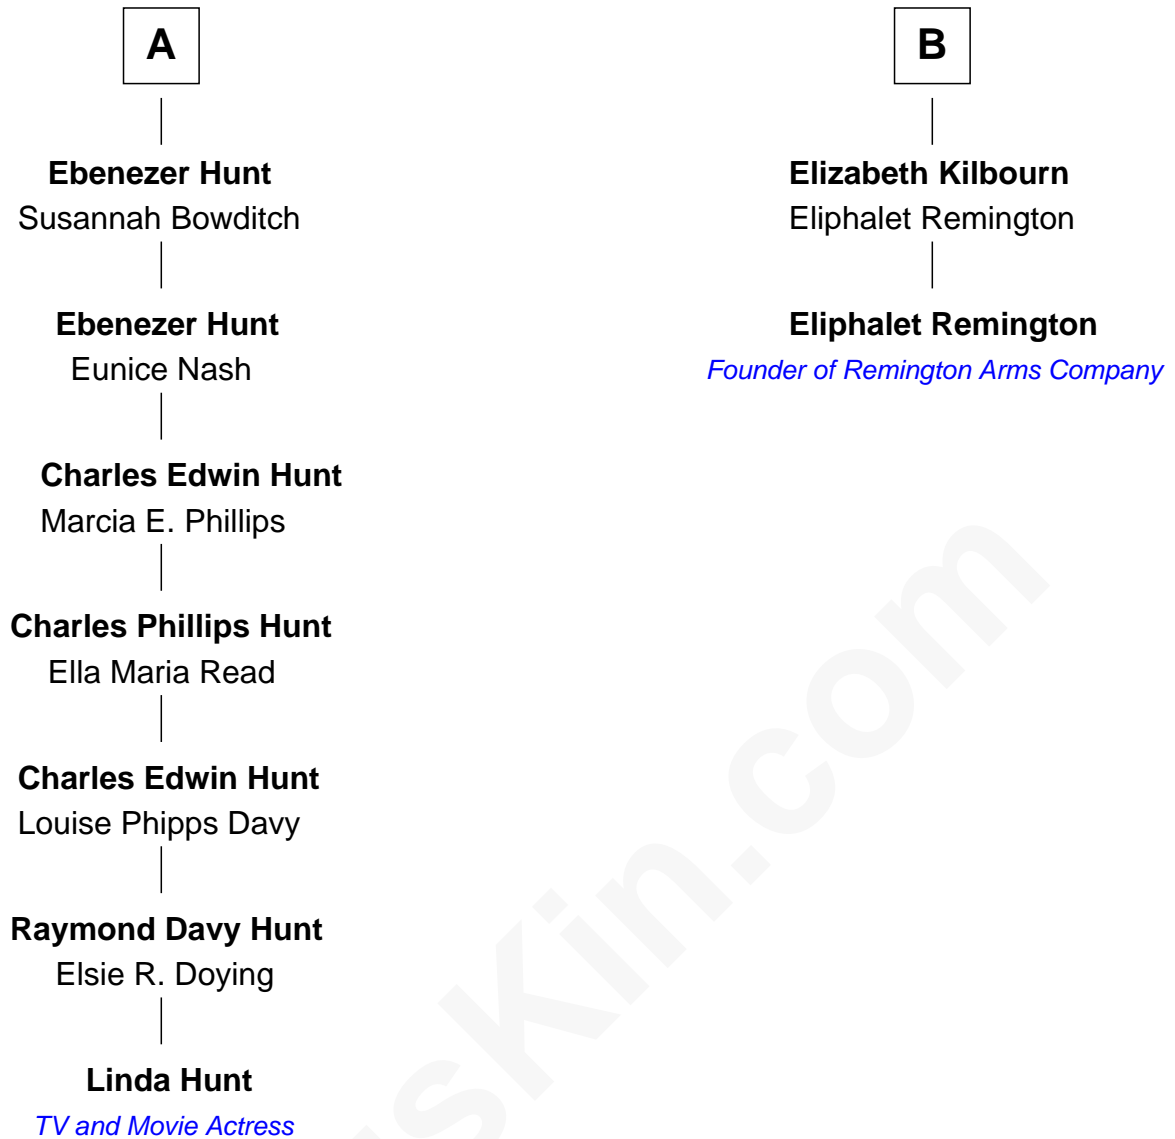 A
Ebenezer Hunt
Susannah Bowditch
Ebenezer Hunt
Eunice Nash
Charles Edwin Hunt
Marcia E. Phillips
Charles Phillips Hunt
Ella Maria Read
Charles Edwin Hunt
Louise Phipps Davy
Raymond Davy Hunt
Elsie R. Doying
Linda Hunt
TV and Movie Actress
B
Elizabeth Kilbourn
Eliphalet Remington
Eliphalet Remington
Founder of Remington Arms Company
usKin.com